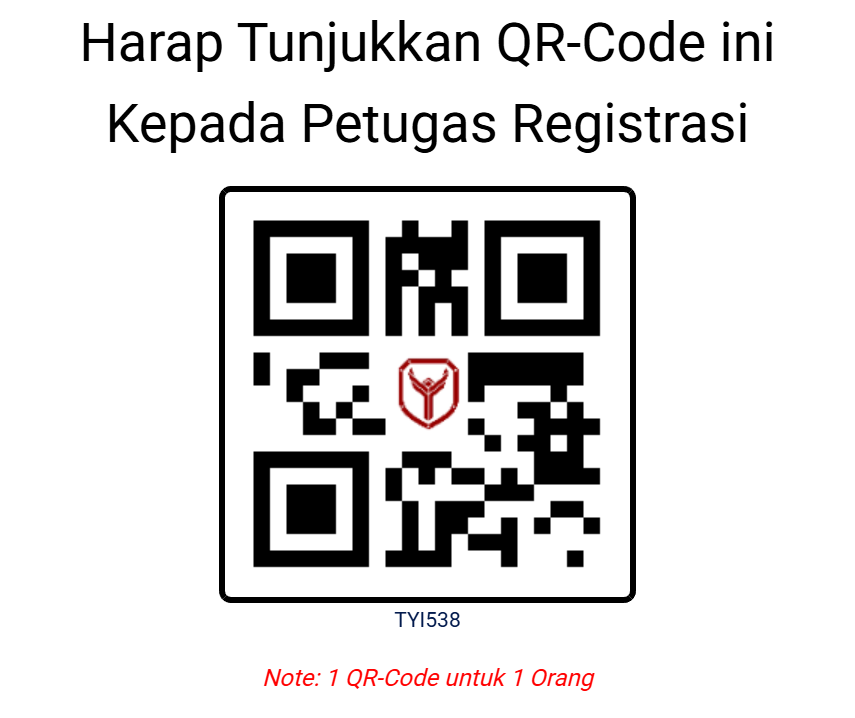 Harap Tunjukkan QR-Code ini
Kepada Petugas Registrasi
TYI538
Note: 1 QR-Code untuk 1 Orang